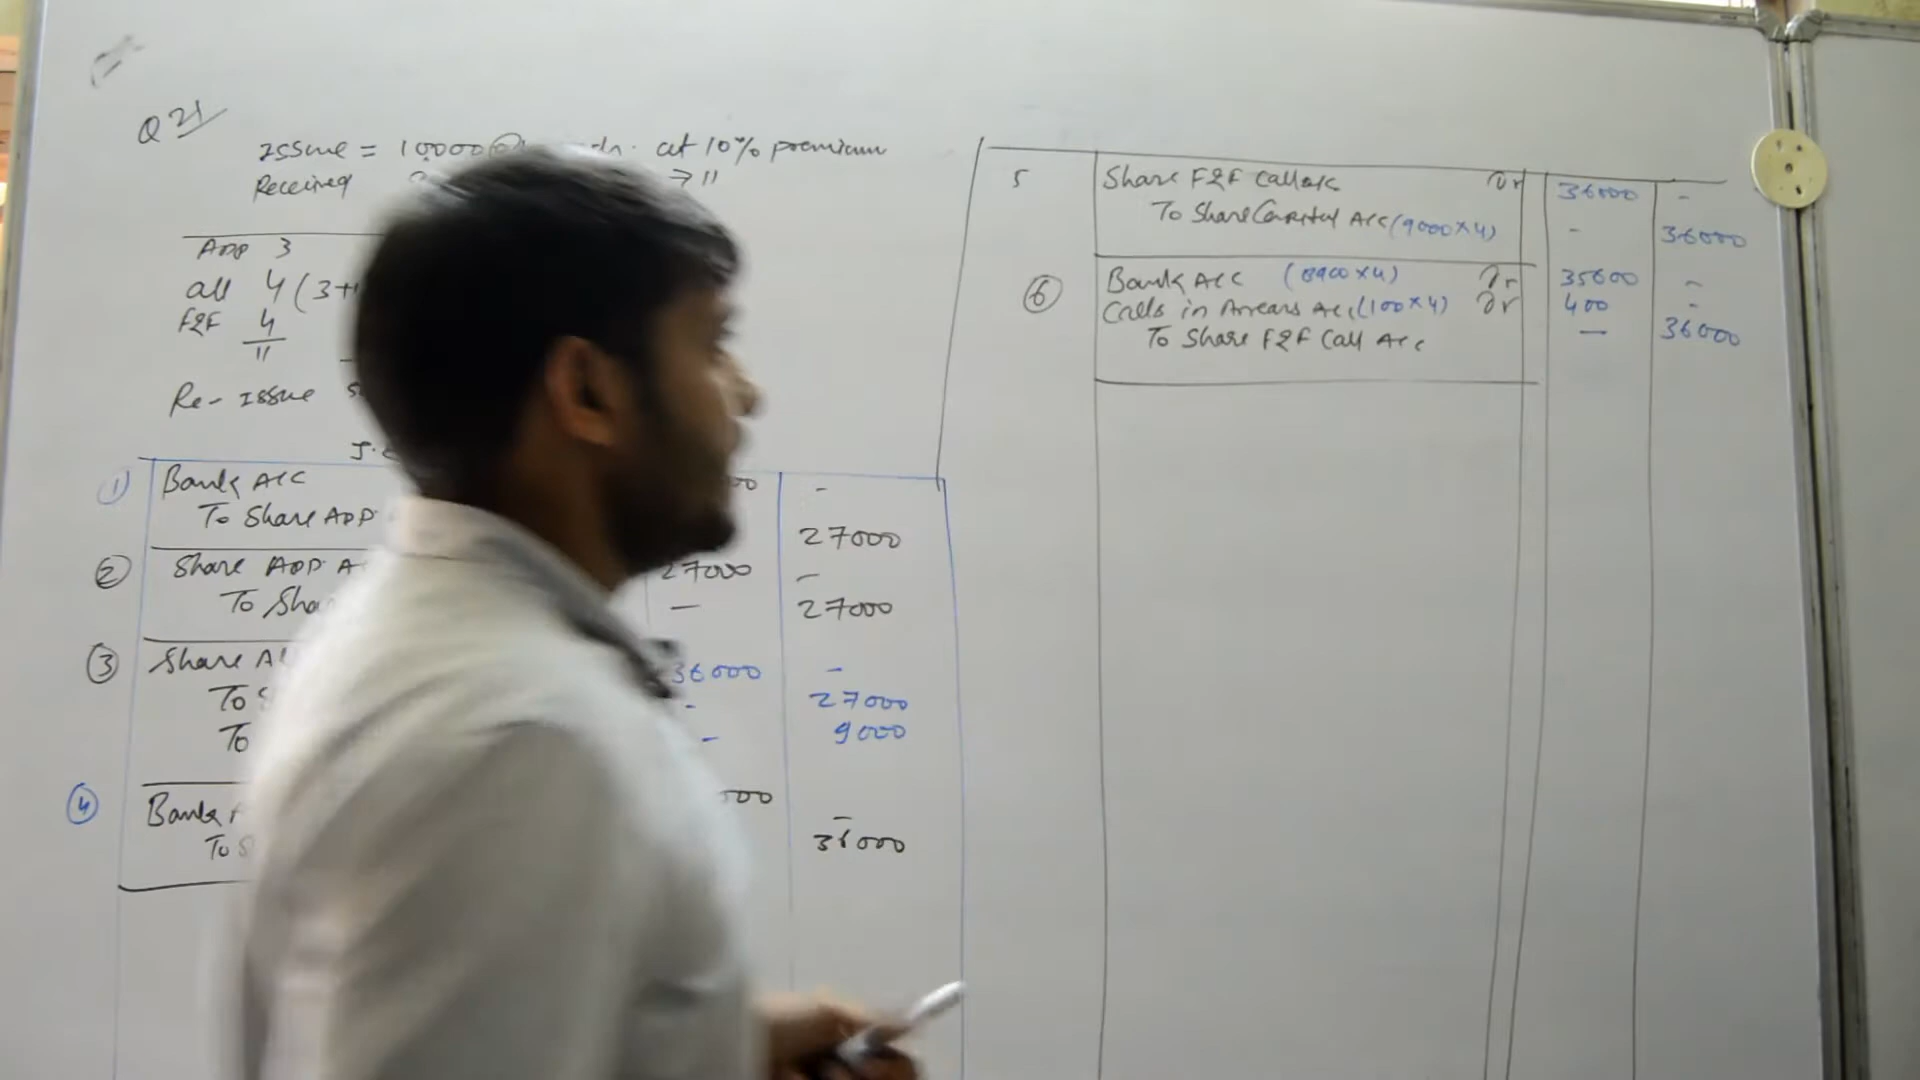 Q 21
Issue = 10000 @ at 10% premium
Received → 11
App 3
all 4 (3+1
F&F 4
11
Re-Issue
J.
① Bank A/C 00 -
To Share App. 27000
② Share App. A 27000 -
To Sha — 27000
③ Share Al 36000 -
To S - 27000
To - 9000
④ Bank A 000 -
To S 36000
5 Share F&F Call A/c Dr 36000 -
To Share Capital A/C (9000×4) - 36000
⑥ Bank A/C (8900×4) Dr 35600 -
Calls in Arrears A/c (100×4) Dr 400 -
To Share F&F Call A/c — 36000